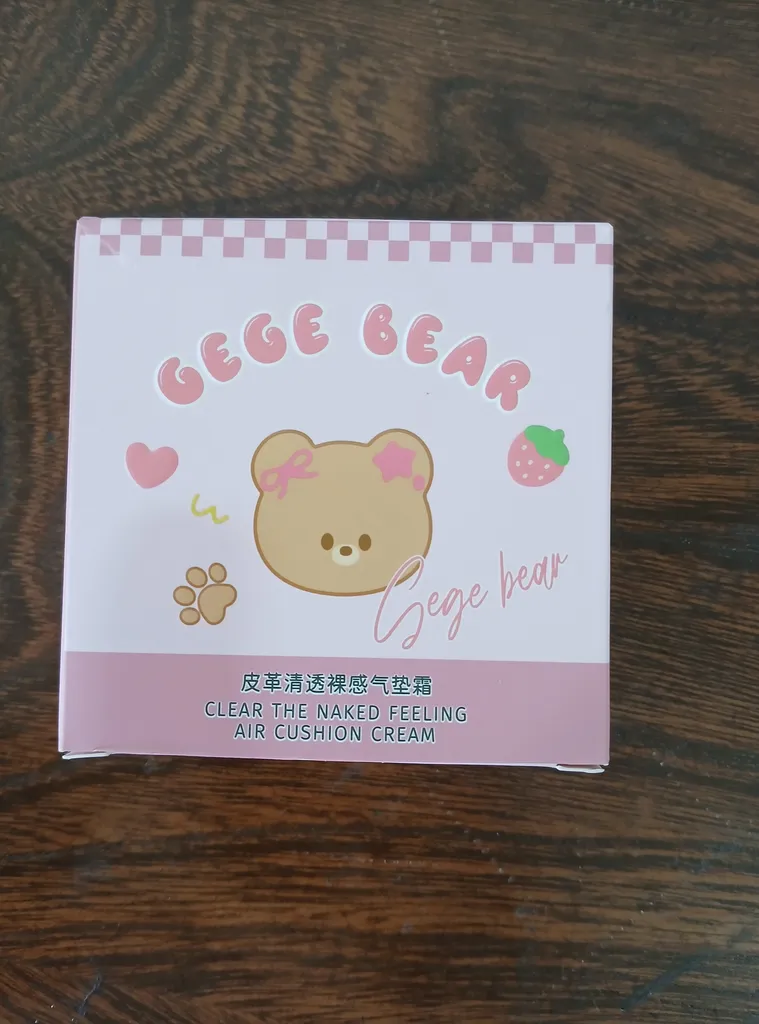 GEGE BEAR
Gege bear
皮革清透裸感气垫霜
CLEAR THE NAKED FEELING
AIR CUSHION CREAM